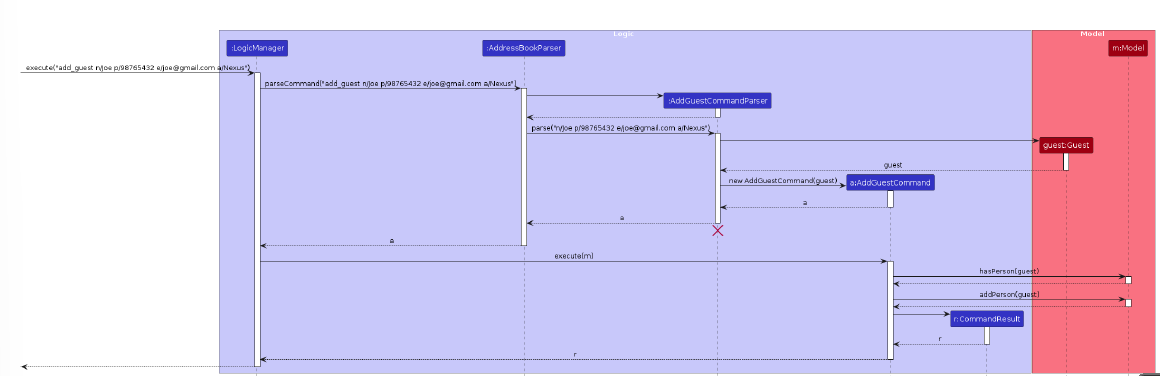 Logic
Model
:LogicManager
:AddressBookParser
m:Model
execute("add_guest n/Joe p/98765432 e/joe@gmail.com a/Nexus")
parseCommand("add_guest n/Joe p/98765432 e/joe@gmail.com a/Nexus")
:AddGuestCommandParser
parse("n/Joe p/98765432 e/joe@gmail.com a/Nexus")
guest:Guest
guest
new AddGuestCommand(guest)
a:AddGuestCommand
a
a
a
execute(m)
hasPerson(guest)
addPerson(guest)
r:CommandResult
r
r